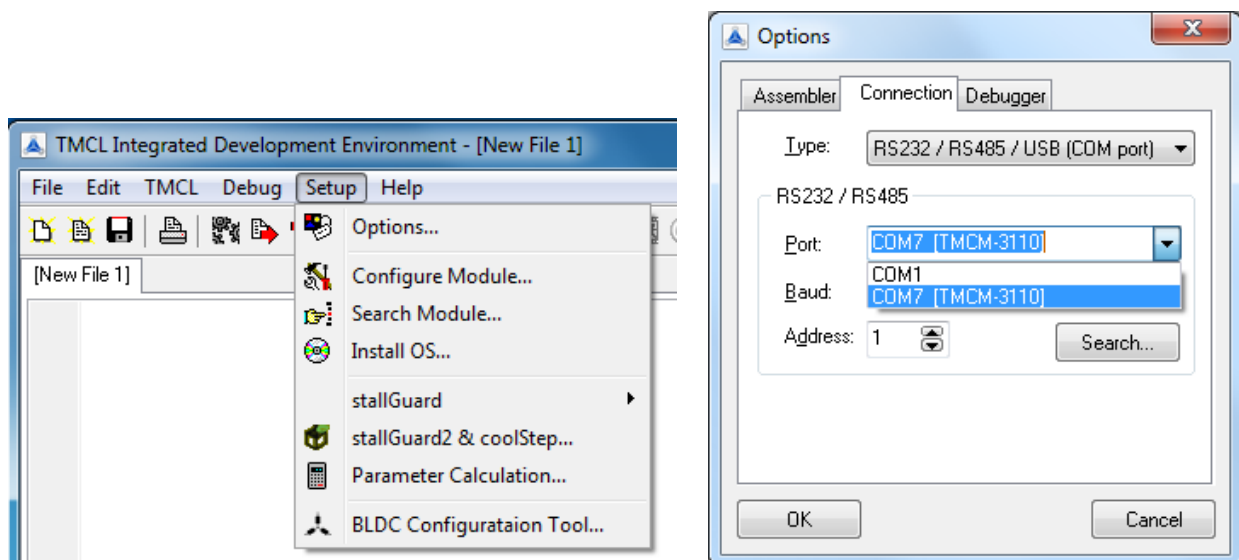 TMCL Integrated Development Environment - [New File 1]
File Edit TMCL Debug Setup Help
[New File 1]
Options...
Configure Module...
Search Module...
Install OS...
stallGuard
stallGuard2 & coolStep...
Parameter Calculation...
BLDC Configurataion Tool...
Options
Assembler Connection Debugger
Type: RS232 / RS485 / USB (COM port)
RS232 / RS485
Port: COM7 [TMCM-3110]
COM1
COM7 [TMCM-3110]
Baud:
Address: 1 Search...
OK Cancel